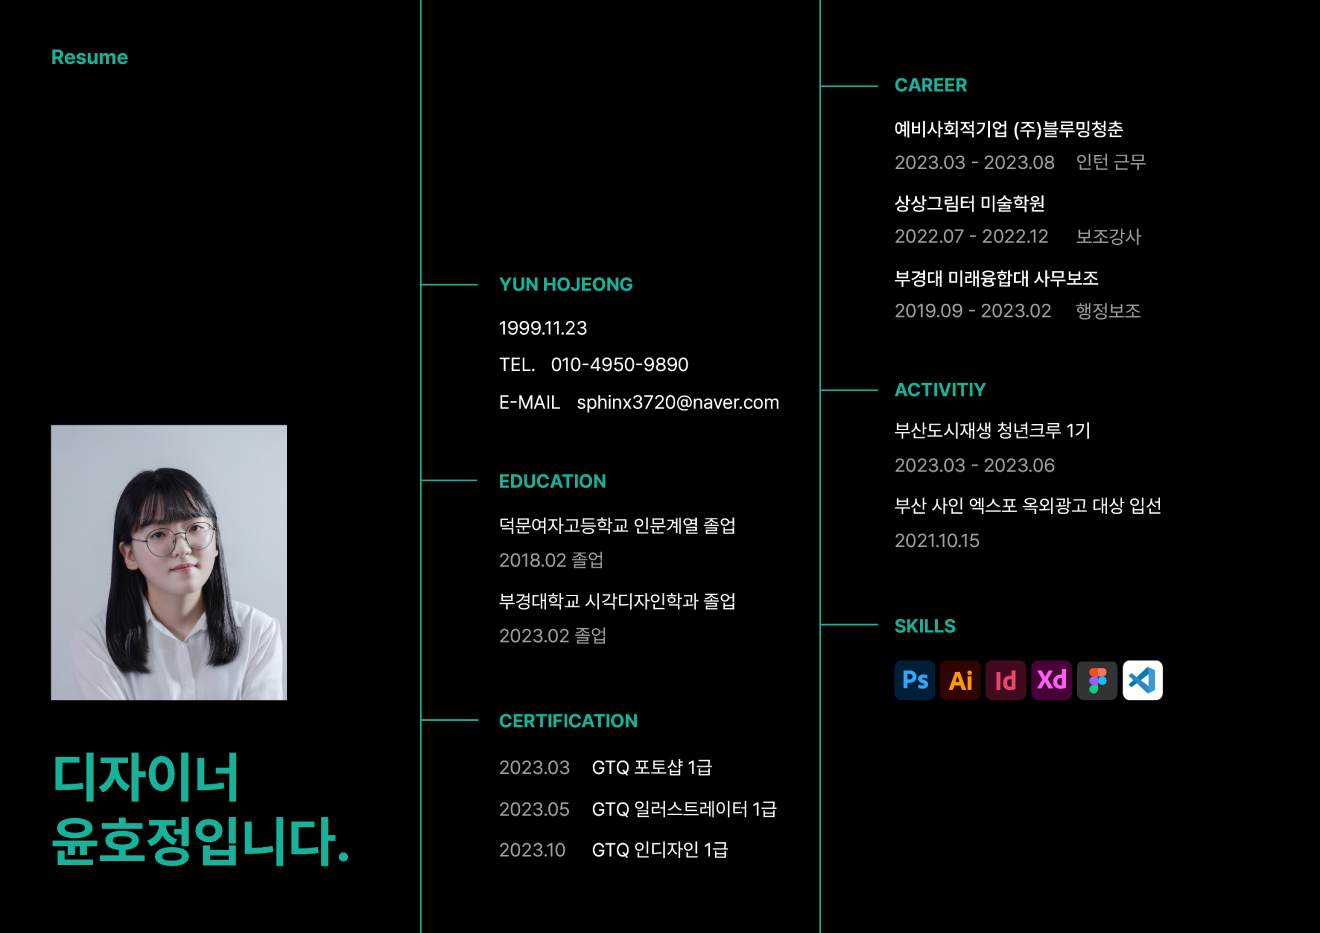 Resume
디자이너
윤호정입니다.
YUN HOJEONG
1999.11.23
TEL. 010-4950-9890
E-MAIL sphinx3720@naver.com
EDUCATION
덕문여자고등학교 인문계열 졸업
2018.02 졸업
부경대학교 시각디자인학과 졸업
2023.02 졸업
CERTIFICATION
2023.03 GTQ 포토샵 1급
2023.05 GTQ 일러스트레이터 1급
2023.10 GTQ 인디자인 1급
CAREER
예비사회적기업 (주)블루밍청춘
2023.03 - 2023.08 인턴 근무
상상그림터 미술학원
2022.07 - 2022.12 보조강사
부경대 미래융합대 사무보조
2019.09 - 2023.02 행정보조
ACTIVITIY
부산도시재생 청년크루 1기
2023.03 - 2023.06
부산 사인 엑스포 옥외광고 대상 입선
2021.10.15
SKILLS
Ps Ai Id Xd